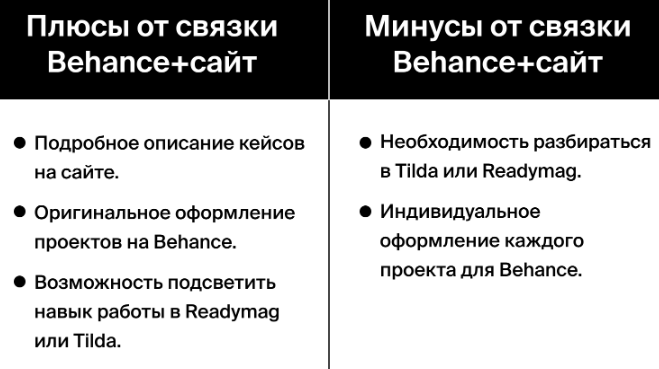 Плюсы от связки
Behance+сайт
Минусы от связки
Behance+сайт
● Подробное описание кейсов
на сайте.
● Оригинальное оформление
проектов на Behance.
● Возможность подсветить
навык работы в Readymag
или Tilda.
● Необходимость разбираться
в Tilda или Readymag.
● Индивидуальное
оформление каждого
проекта для Behance.